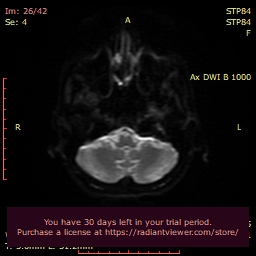 Im: 26/42
Se: 4
A
STP84
STP84
F
Ax DWI B 1000
R
L
You have 30 days left in your trial period.
Purchase a license at https://radiantviewer.com/store/